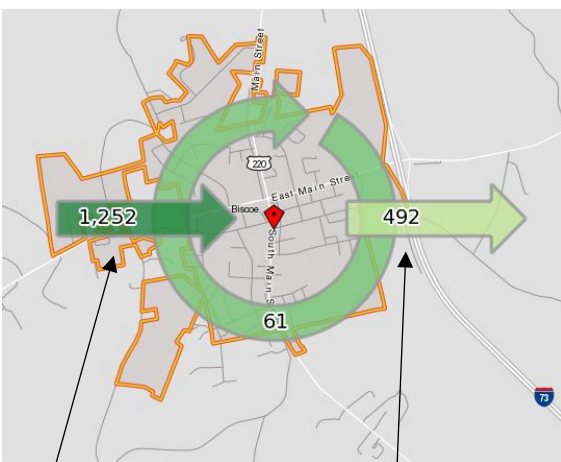 Main Street
220
East Main Street
Biscoe
1,252
492
South Main S
61
73